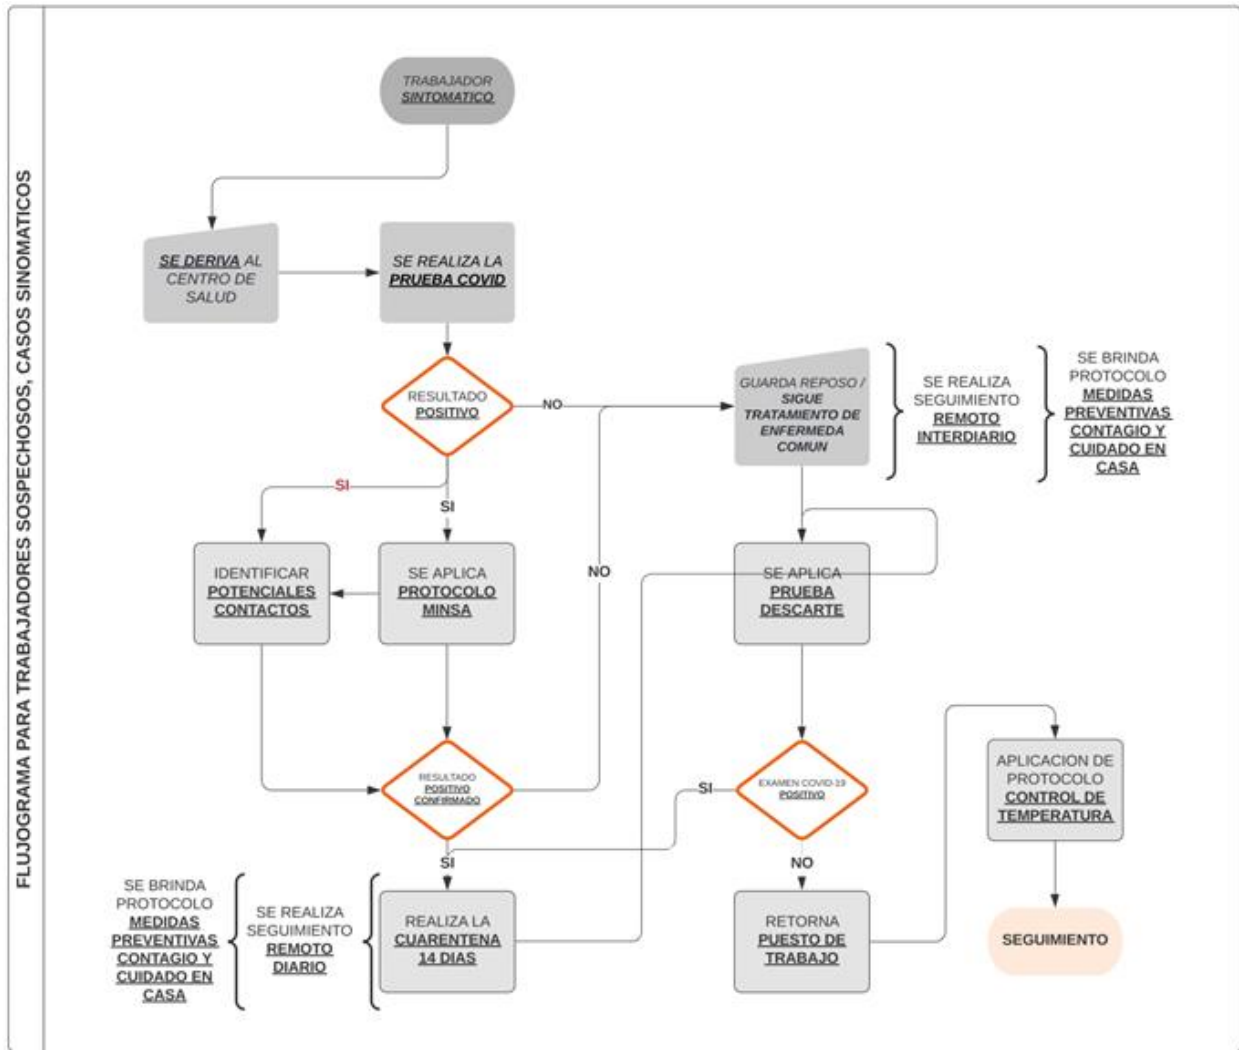 FLUJOGRAMA PARA TRABAJADORES SOSPECHOSOS, CASOS SINOMATICOS
TRABAJADOR
SINTOMATICO
SE DERIVA AL
CENTRO DE
SALUD
SE REALIZA LA
PRUEBA COVID
RESULTADO
POSITIVO
NO
GUARDA REPOSO /
SIGUE
TRATAMIENTO DE
ENFERMEDA
COMUN
SE REALIZA
SEGUIMIENTO
REMOTO
INTERDIARIO
SE BRINDA
PROTOCOLO
MEDIDAS
PREVENTIVAS
CONTAGIO Y
CUIDADO EN
CASA
SI
SI
IDENTIFICAR
POTENCIALES
CONTACTOS
SE APLICA
PROTOCOLO
MINSA
NO
SE APLICA
PRUEBA
DESCARTE
RESULTADO
POSITIVO
CONFIRMADO
SI
EXAMEN COVID-19
POSITIVO
APLICACION DE
PROTOCOLO
CONTROL DE
TEMPERATURA
SI
NO
SE BRINDA
PROTOCOLO
MEDIDAS
PREVENTIVAS
CONTAGIO Y
CUIDADO EN
CASA
SE REALIZA
SEGUIMIENTO
REMOTO
DIARIO
REALIZA LA
CUARENTENA
14 DIAS
RETORNA
PUESTO DE
TRABAJO
SEGUIMIENTO